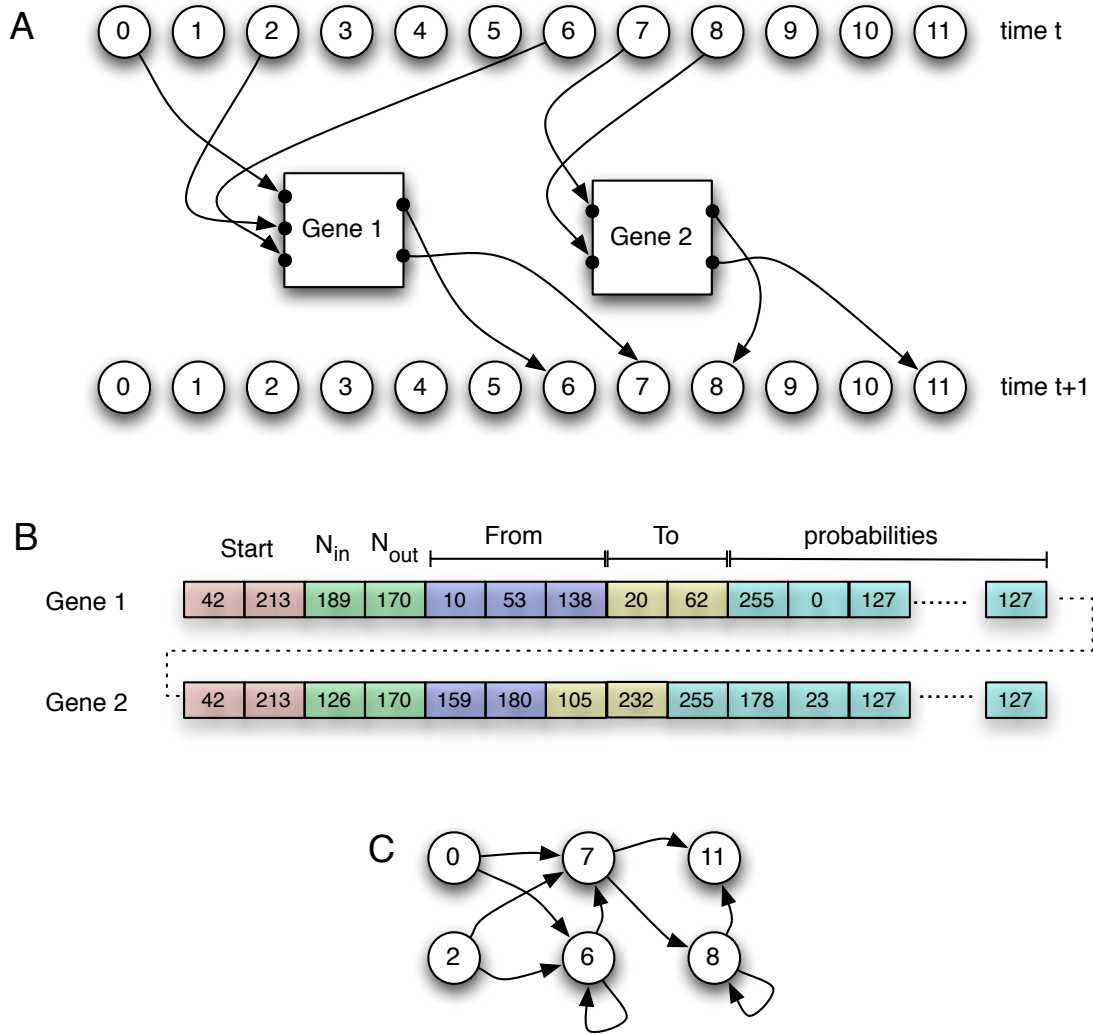 A
0 1 2 3 4 5 6 7 8 9 10 11 time t
Gene 1
Gene 2
0 1 2 3 4 5 6 7 8 9 10 11 time t+1
B
Start Nin Nout From To probabilities
Gene 1 42 213 189 170 10 53 138 20 62 255 0 127 ....... 127
Gene 2 42 213 126 170 159 180 105 232 255 178 23 127 ....... 127
C
0 7 11
2 6 8